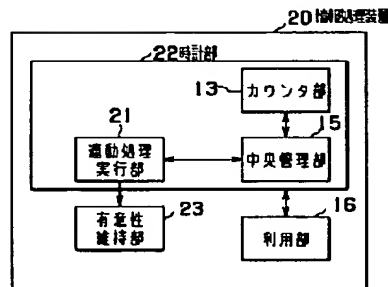 20 情報処理装置
22 時計部
13 カウンタ部
21
15
連動処理
実行部
中央管理部
23
16
有意性
維持部
利用部